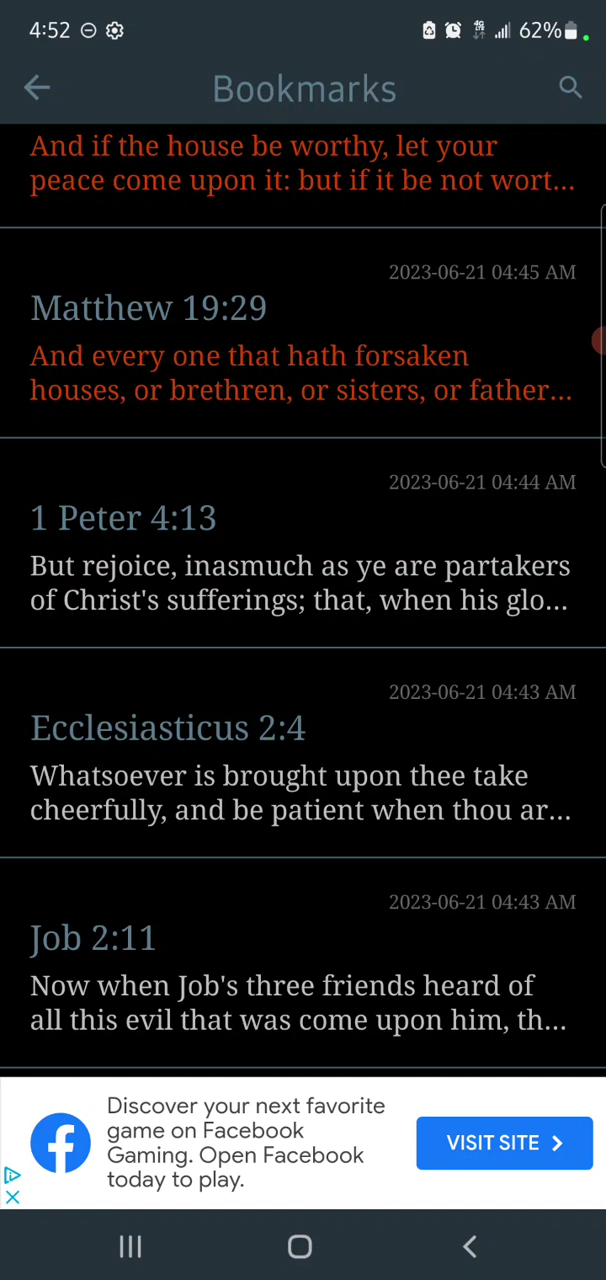 4:52
4G
62%
Bookmarks
And if the house be worthy, let your
peace come upon it: but if it be not wort...
2023-06-21 04:45 AM
Matthew 19:29
And every one that hath forsaken
houses, or brethren, or sisters, or father...
2023-06-21 04:44 AM
1 Peter 4:13
But rejoice, inasmuch as ye are partakers
of Christ's sufferings; that, when his glo...
2023-06-21 04:43 AM
Ecclesiasticus 2:4
Whatsoever is brought upon thee take
cheerfully, and be patient when thou ar...
2023-06-21 04:43 AM
Job 2:11
Now when Job's three friends heard of
all this evil that was come upon him, th...
Discover your next favorite
game on Facebook
Gaming. Open Facebook
today to play.
VISIT SITE